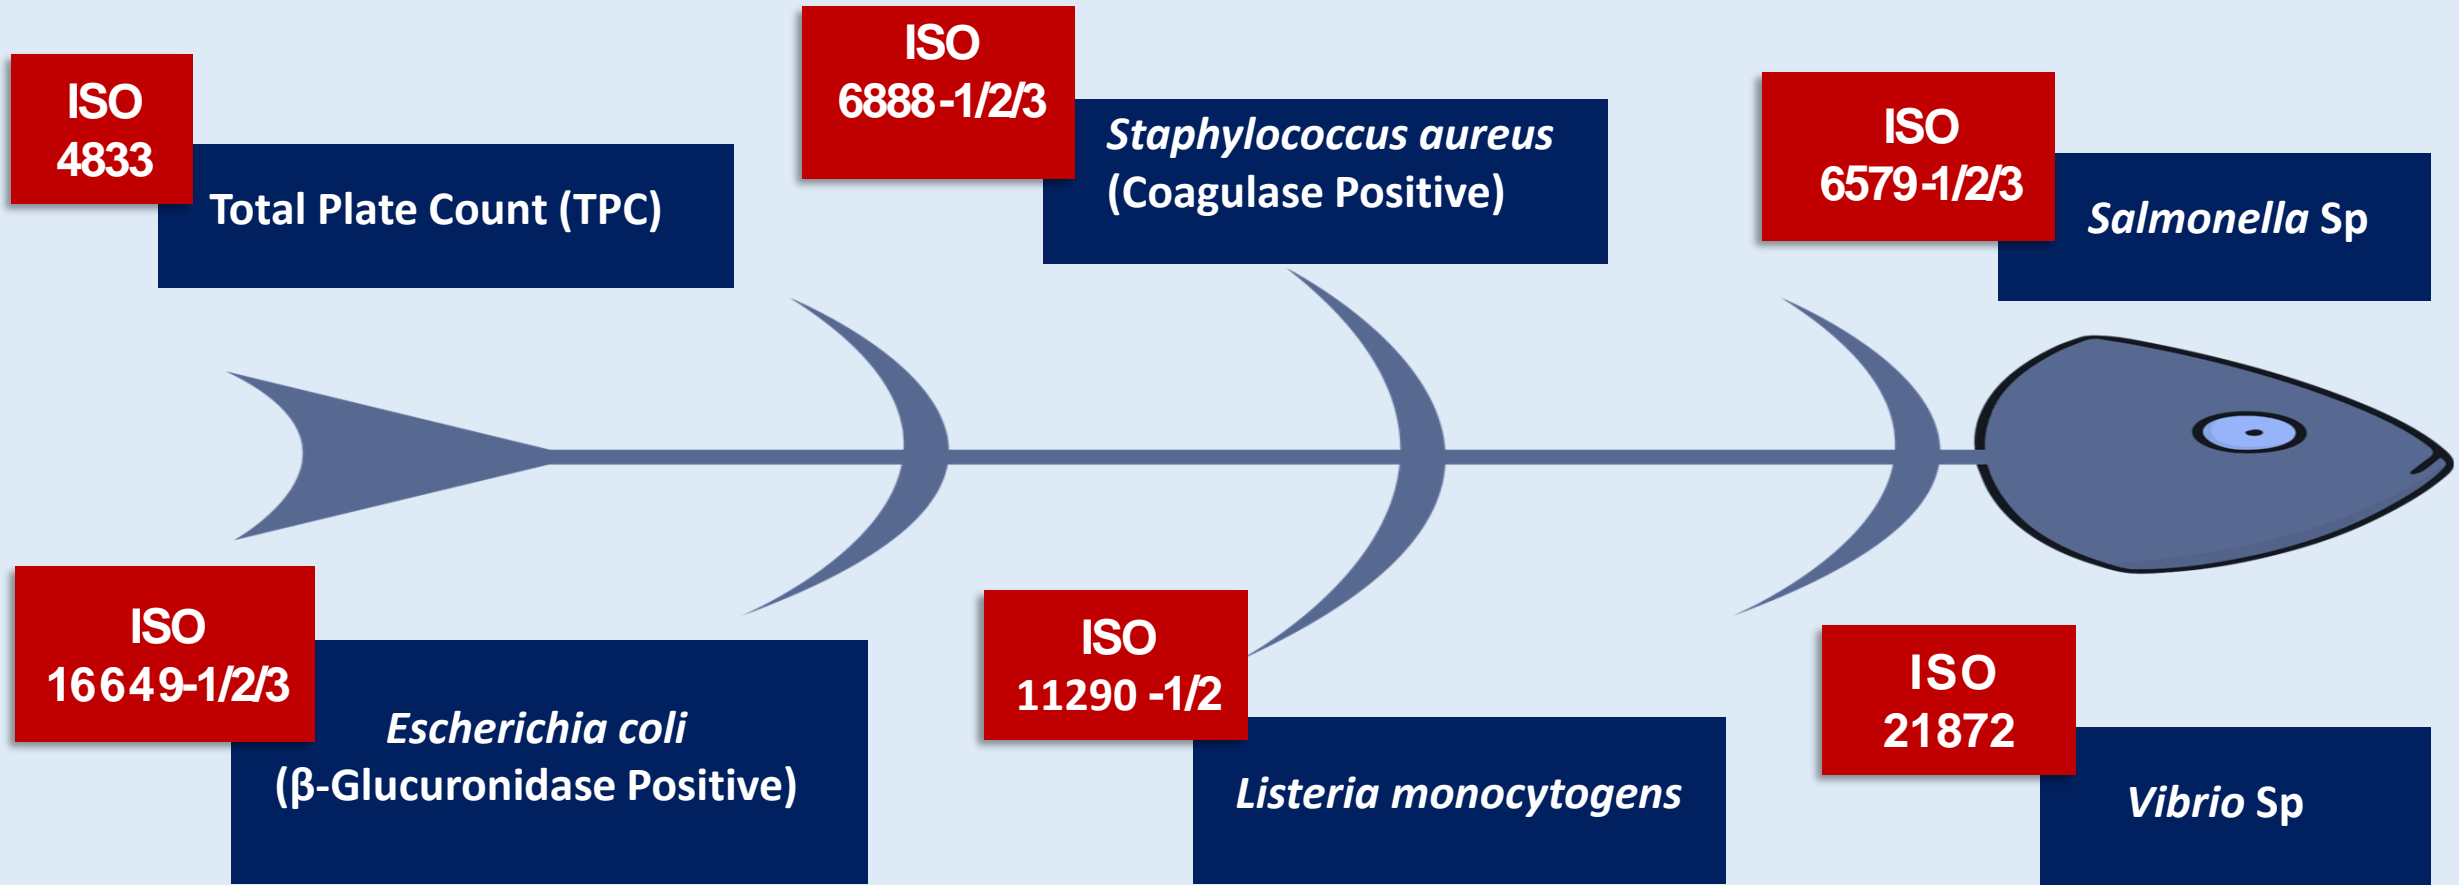 ISO
4833
Total Plate Count (TPC)
ISO
6888-1/2/3
Staphylococcus aureus
(Coagulase Positive)
ISO
6579-1/2/3
Salmonella Sp
ISO
16649-1/2/3
Escherichia coli
(β-Glucuronidase Positive)
ISO
11290 -1/2
Listeria monocytogens
ISO
21872
Vibrio Sp